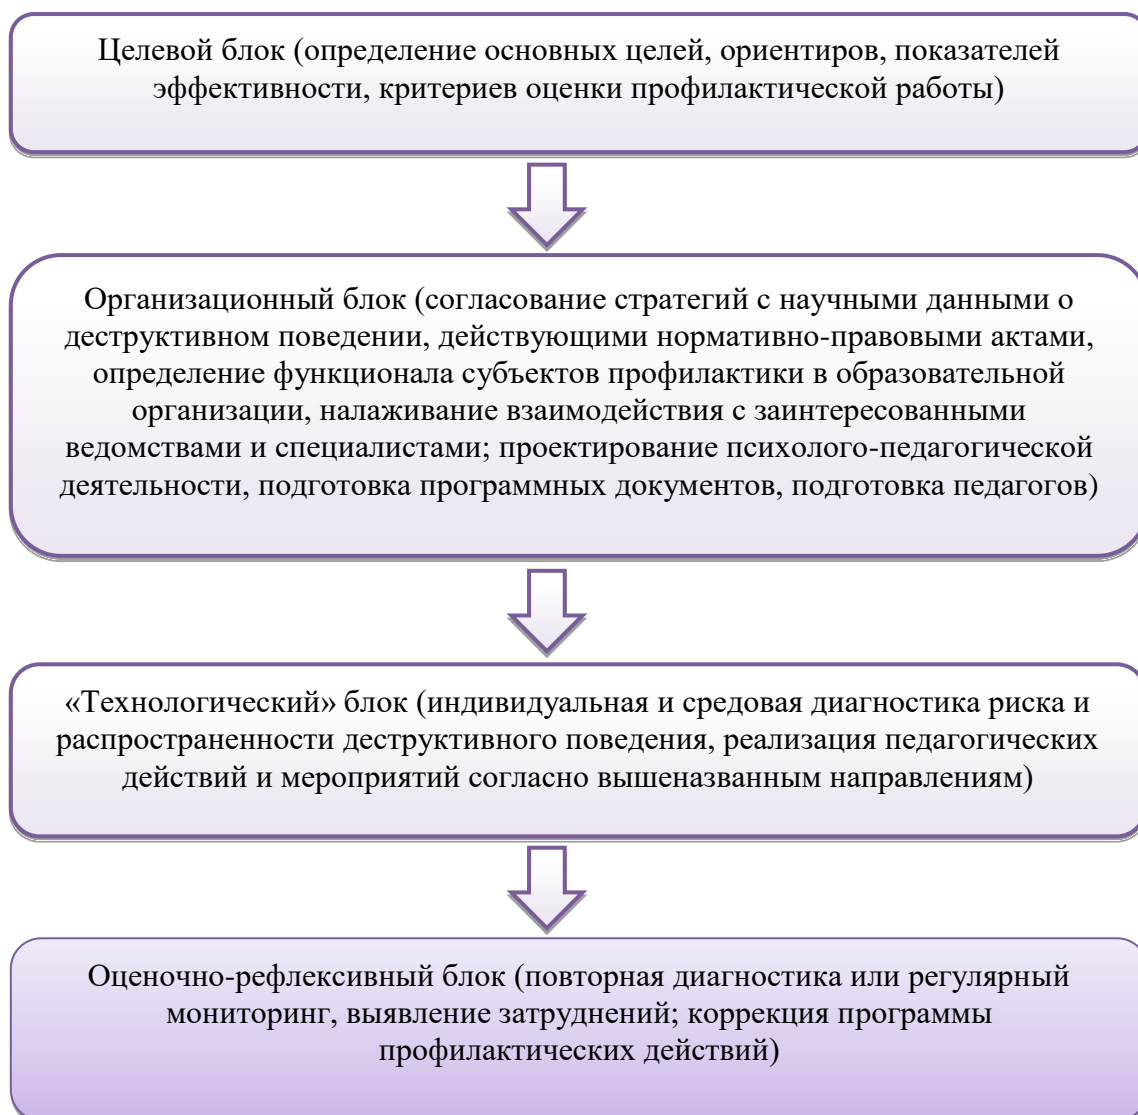 Целевой блок (определение основных целей, ориентиров, показателей
эффективности, критериев оценки профилактической работы)
Организационный блок (согласование стратегий с научными данными о
деструктивном поведении, действующими нормативно-правовыми актами,
определение функционала субъектов профилактики в образовательной
организации, налаживание взаимодействия с заинтересованными
ведомствами и специалистами; проектирование психолого-педагогической
деятельности, подготовка программных документов, подготовка педагогов)
«Технологический» блок (индивидуальная и средовая диагностика риска и
распространенности деструктивного поведения, реализация педагогических
действий и мероприятий согласно вышеназванным направлениям)
Оценочно-рефлексивный блок (повторная диагностика или регулярный
мониторинг, выявление затруднений; коррекция программы
профилактических действий)